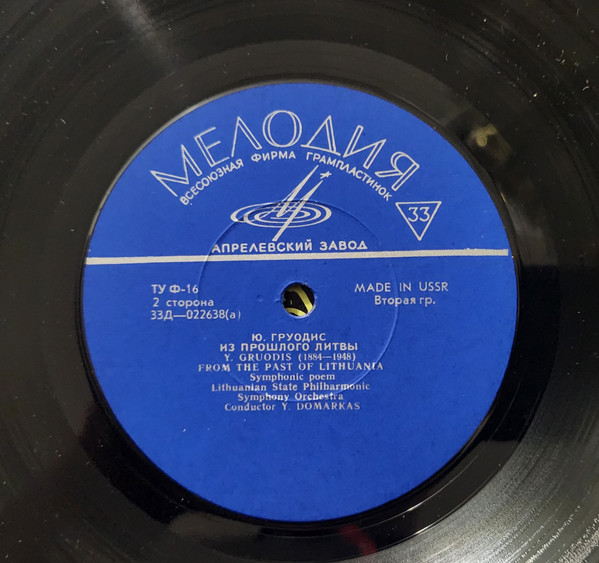 МЕЛОДИЯ
ВСЕСОЮЗНАЯ ФИРМА ГРАМПЛАСТИНОК
33
АПРЕЛЕВСКИЙ ЗАВОД
ТУ Ф-16
MADE IN USSR
2 сторона
Вторая гр.
33Д—022638(а)
Ю. ГРУОДИС
ИЗ ПРОШЛОГО ЛИТВЫ
Y. GRUODIS (1884—1948)
FROM THE PAST OF LITHUANIA
Symphonic poem
Lithuanian State Philharmonic
Symphony Orchestra
Conductor Y. DOMARKAS